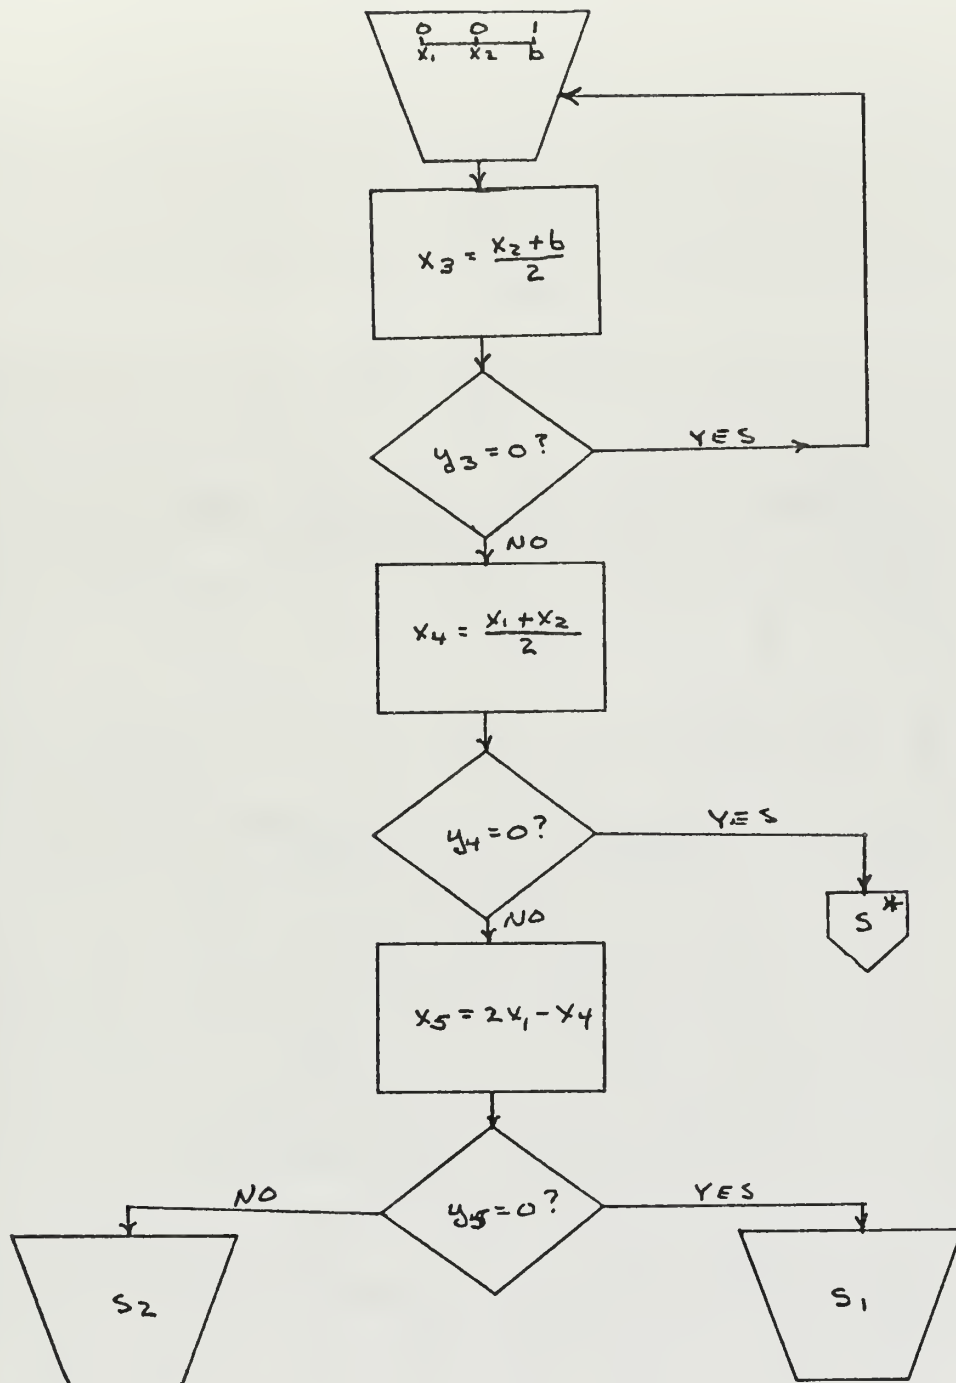 0 0 1
x₁ x₂ b
x₃ = (x₂ + b)/2
y₃ = 0?
YES
NO
x₄ = (x₁ + x₂)/2
y₄ = 0?
YES
S*
NO
x₅ = 2x₁ - x₄
y₅ = 0?
NO
YES
S₂
S₁